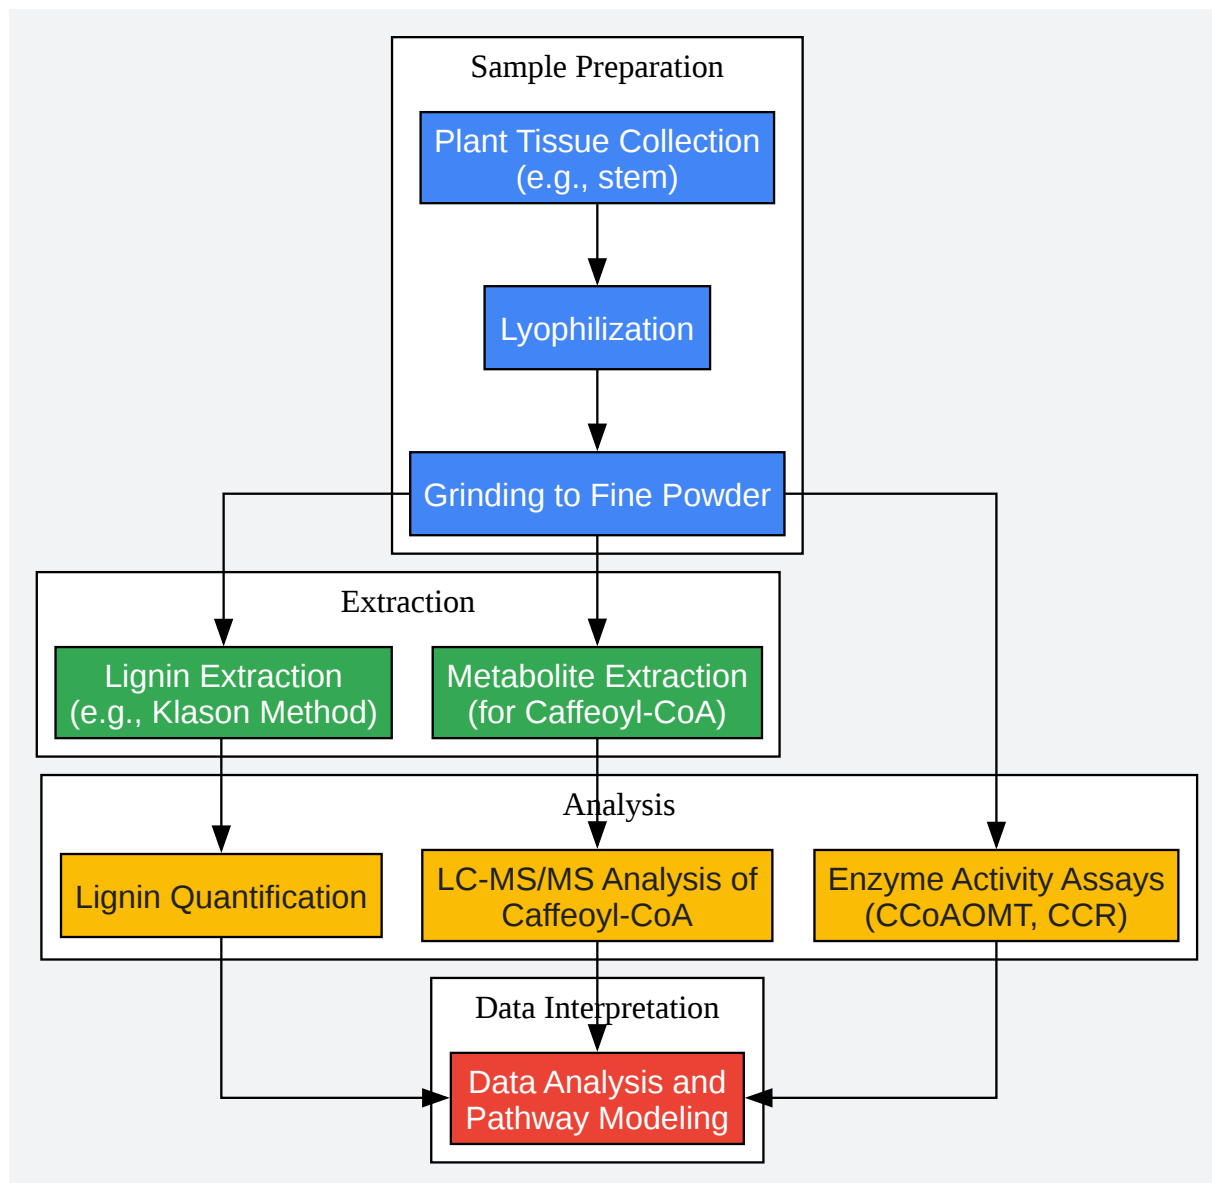 Sample Preparation
Plant Tissue Collection
(e.g., stem)
Lyophilization
Grinding to Fine Powder
Extraction
Lignin Extraction
(e.g., Klason Method)
Metabolite Extraction
(for Caffeoyl-CoA)
Analysis
Lignin Quantification
LC-MS/MS Analysis of
Caffeoyl-CoA
Enzyme Activity Assays
(CCoAOMT, CCR)
Data Interpretation
Data Analysis and
Pathway Modeling